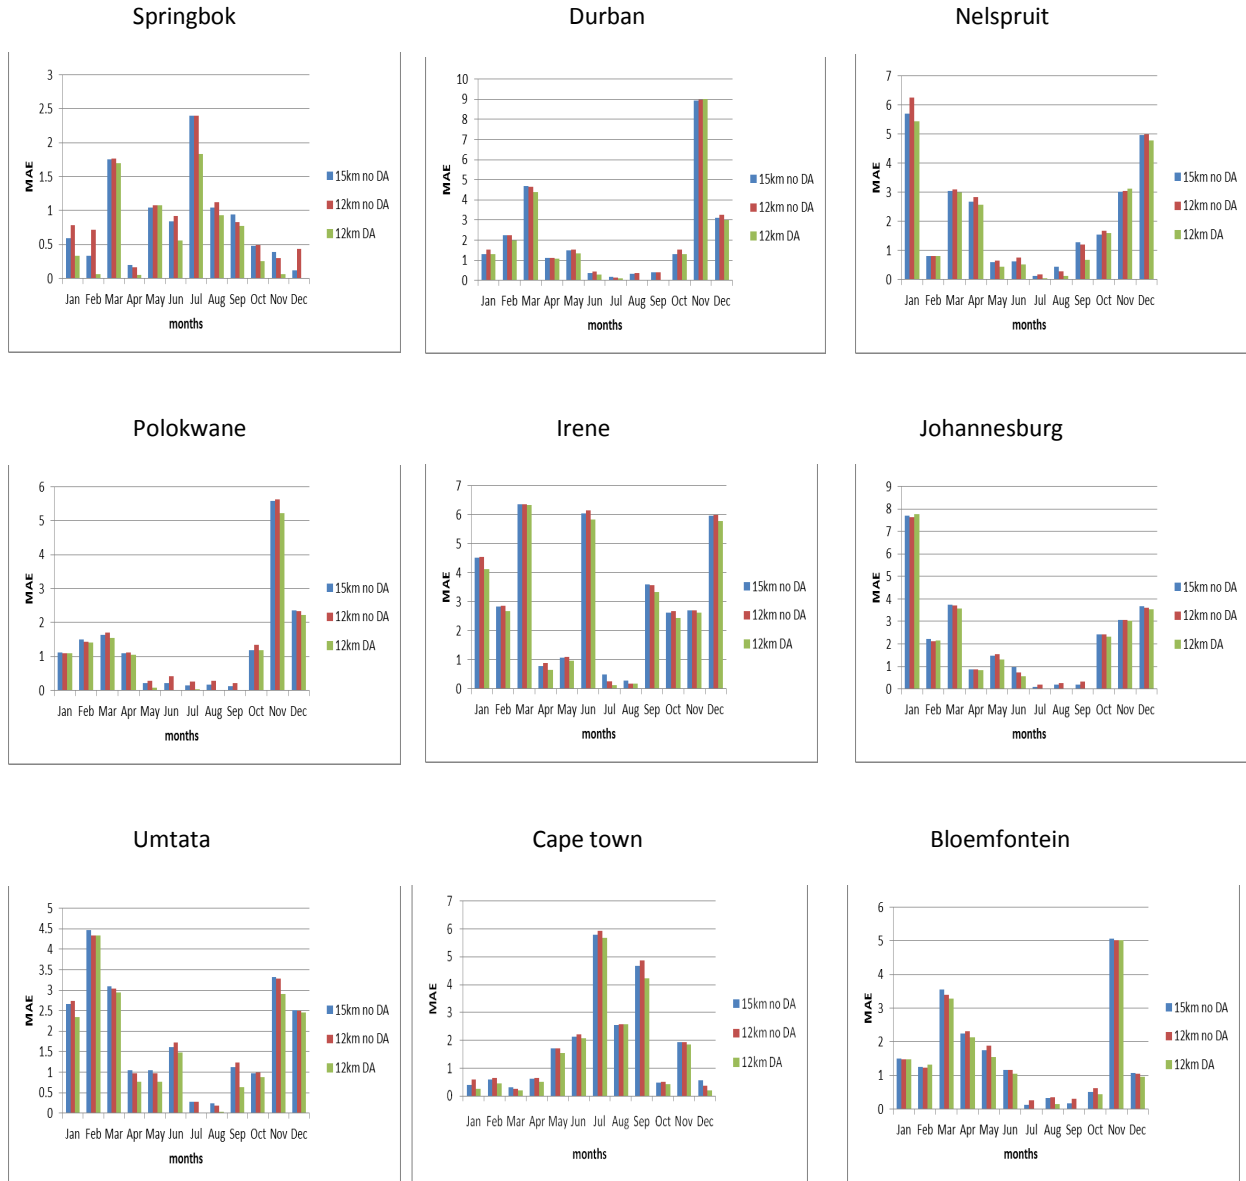 Springbok
Durban
Nelspruit
3
2.5
2
1.5
1
0.5
0
MAE
Jan Feb Mar Apr May Jun Jul Aug Sep Oct Nov Dec
months
15km no DA
12km no DA
12km DA
10
9
8
7
6
5
4
3
2
1
0
MAE
Jan Feb Mar Apr May Jun Jul Aug Sep Oct Nov Dec
months
15km no DA
12km no DA
12km DA
7
6
5
4
3
2
1
0
MAE
Jan Feb Mar Apr May Jun Jul Aug Sep Oct Nov Dec
months
15km no DA
12km no DA
12km DA
Polokwane
Irene
Johannesburg
6
5
4
3
2
1
0
MAE
Jan Feb Mar Apr May Jun Jul Aug Sep Oct Nov Dec
months
15km no DA
12km no DA
12km DA
7
6
5
4
3
2
1
0
MAE
Jan Feb Mar Apr May Jun Jul Aug Sep Oct Nov Dec
months
15km no DA
12km no DA
12km DA
9
8
7
6
5
4
3
2
1
0
MAE
Jan Feb Mar Apr May Jun Jul Aug Sep Oct Nov Dec
months
15km no DA
12km no DA
12km DA
Umtata
Cape town
Bloemfontein
5
4.5
4
3.5
3
2.5
2
1.5
1
0.5
0
MAE
Jan Feb Mar Apr May Jun Jul Aug Sep Oct Nov Dec
months
15km no DA
12km no DA
12km DA
7
6
5
4
3
2
1
0
MAE
Jan Feb Mar Apr May Jun Jul Aug Sep Oct Nov Dec
months
15km no DA
12km no DA
12km DA
6
5
4
3
2
1
0
MAE
Jan Feb Mar Apr May Jun Jul Aug Sep Oct Nov Dec
months
15km no DA
12km no DA
12km DA